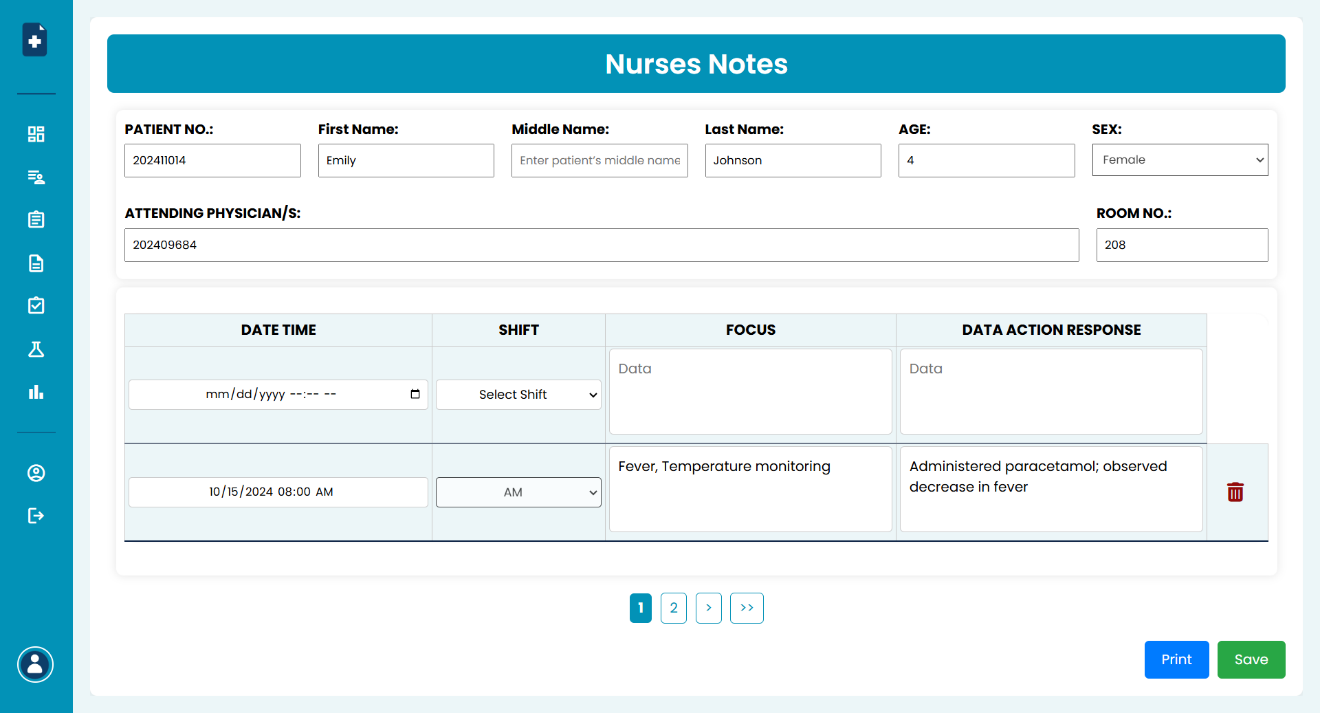 Nurses Notes
PATIENT NO.: First Name: Middle Name: Last Name: AGE: SEX:
202411014 Emily Enter patient's middle name Johnson 4 Female
ATTENDING PHYSICIAN/S: ROOM NO.:
202409684 208
DATE TIME SHIFT FOCUS DATA ACTION RESPONSE
Data Data
mm/dd/yyyy --:-- -- Select Shift
Fever, Temperature monitoring Administered paracetamol; observed
decrease in fever
10/15/2024 08:00 AM AM
1 2 > >>
Print Save